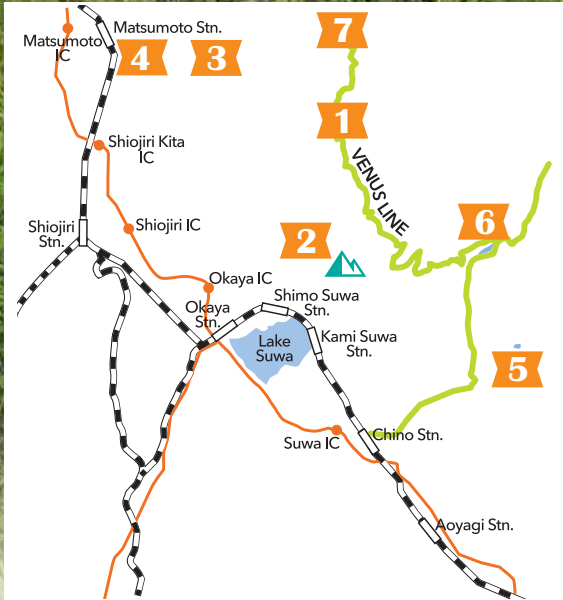 Matsumoto
IC
Matsumoto Stn.
4
3
7
1
VENUS LINE
Shiojiri Kita
IC
Shiojiri
Stn.
Shiojiri IC
2
6
Okaya IC
Okaya
Stn.
Shimo Suwa
Stn.
Lake
Suwa
Kami Suwa
Stn.
5
Suwa IC
Chino Stn.
Aoyagi Stn.